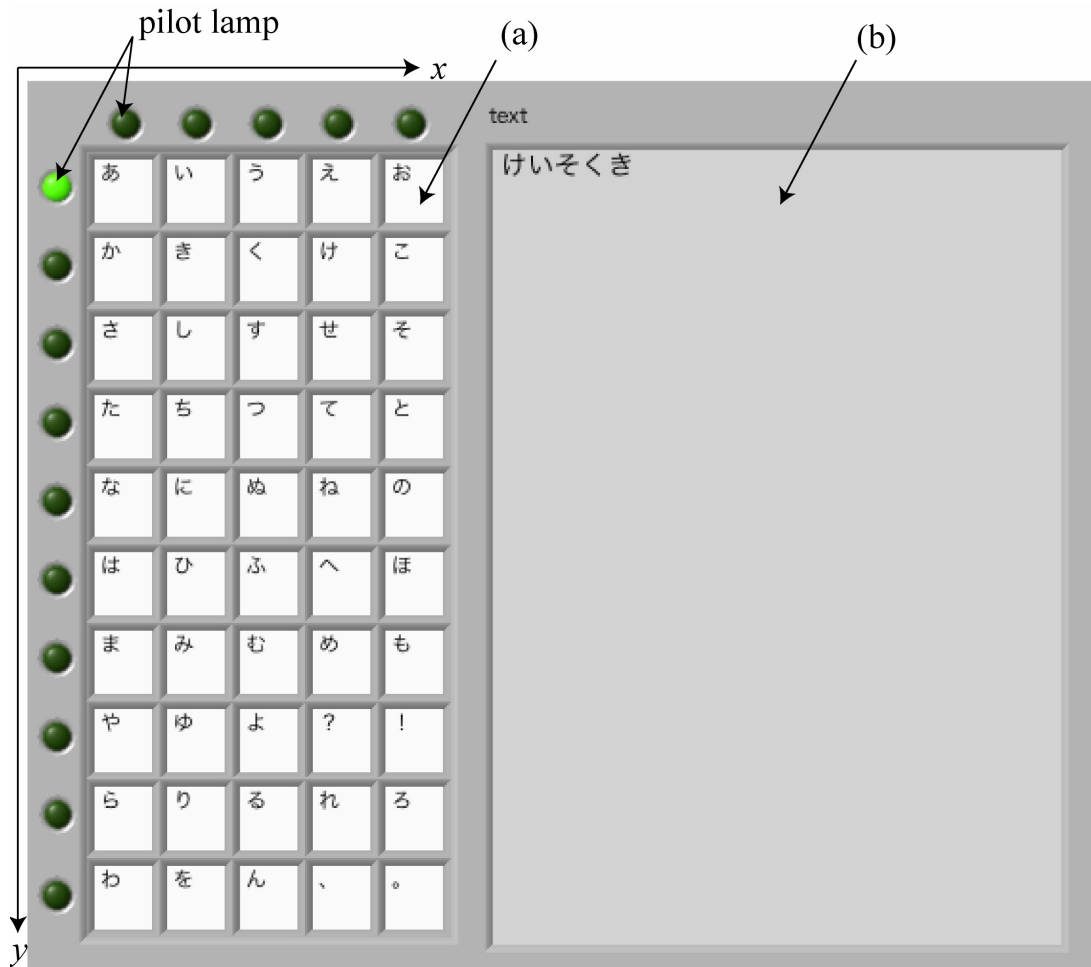 pilot lamp
(a)
(b)
x
text
けいそくき
あ い う え お
か き く け こ
さ し す せ そ
た ち つ て と
な に ぬ ね の
は ひ ふ へ ほ
ま み む め も
や ゆ よ ? !
ら り る れ ろ
わ を ん 、 。
y